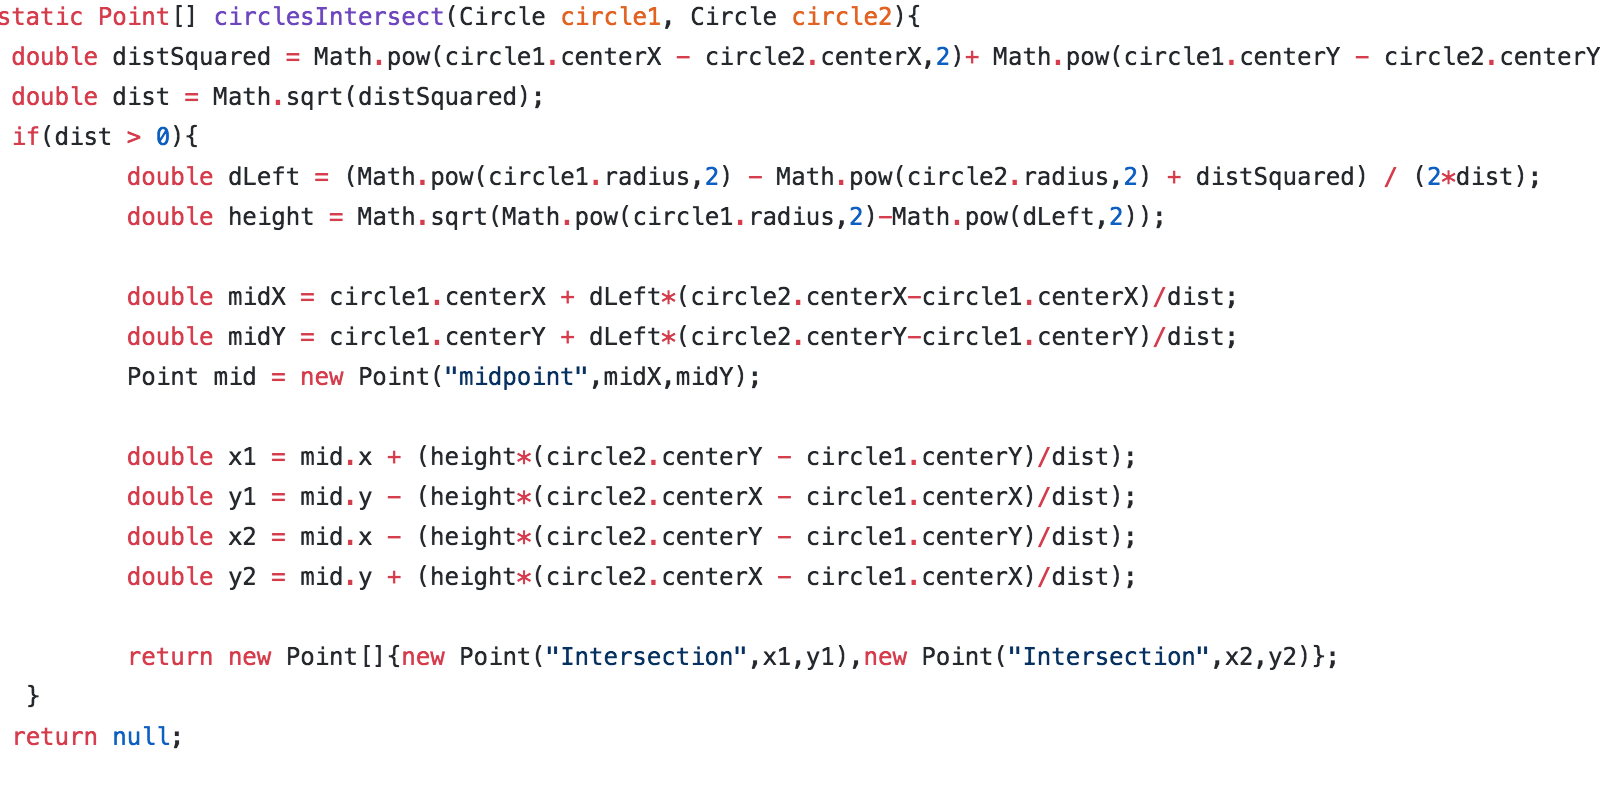 static Point[] circlesIntersect(Circle circle1, Circle circle2){
double distSquared = Math.pow(circle1.centerX - circle2.centerX,2)+ Math.pow(circle1.centerY - circle2.centerY
double dist = Math.sqrt(distSquared);
if(dist > 0){
double dLeft = (Math.pow(circle1.radius,2) - Math.pow(circle2.radius,2) + distSquared) / (2*dist);
double height = Math.sqrt(Math.pow(circle1.radius,2)-Math.pow(dLeft,2));
double midX = circle1.centerX + dLeft*(circle2.centerX-circle1.centerX)/dist;
double midY = circle1.centerY + dLeft*(circle2.centerY-circle1.centerY)/dist;
Point mid = new Point("midpoint",midX,midY);
double x1 = mid.x + (height*(circle2.centerY - circle1.centerY)/dist);
double y1 = mid.y - (height*(circle2.centerX - circle1.centerX)/dist);
double x2 = mid.x - (height*(circle2.centerY - circle1.centerY)/dist);
double y2 = mid.y + (height*(circle2.centerX - circle1.centerX)/dist);
return new Point[]{new Point("Intersection",x1,y1),new Point("Intersection",x2,y2)};
}
return null;